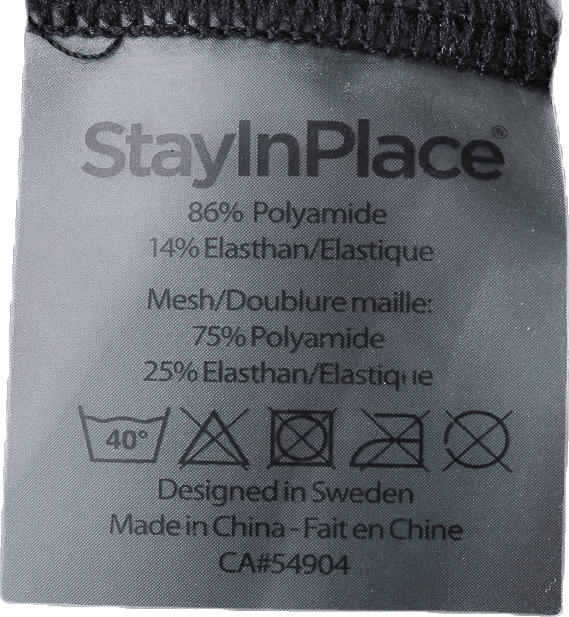 StayInPlace®
86% Polyamide
14% Elasthan/Elastique
Mesh/Doublure maille:
75% Polyamide
25% Elasthan/Elastique
40°
Designed in Sweden
Made in China - Fait en Chine
CA#54904